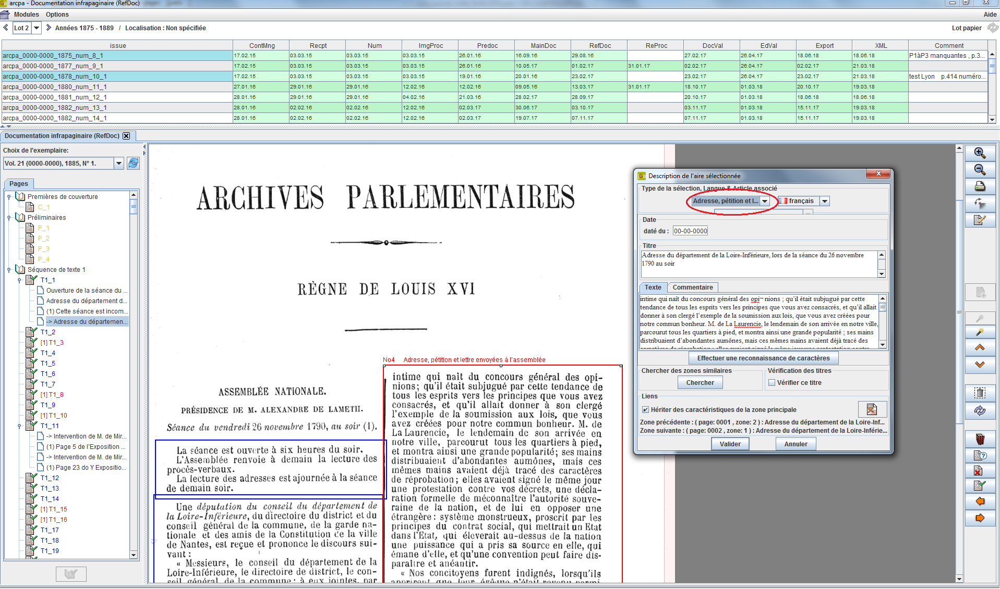 arcpa - Documentation infrapaginaire (RefDoc)
Modules Options Aide
Lot 2 Années 1875 - 1889 / Localisation : Non spécifiée Lot papier
issue ContMng Recpt Num ImgProc Predoc MainDoc RefDoc ReProc DocVal EdVal Export XML Comment
arcpa_0000-0000_1875_num_8_1 17.02.15 03.03.15 03.03.15 03.03.15 26.01.16 16.09.16 29.08.16 27.02.17 26.04.17 18.06.18 18.06.18 P1àP3 manquantes , p.3...
arcpa_0000-0000_1877_num_9_1 17.02.15 03.03.15 03.03.15 03.03.15 26.01.16 10.05.17 01.02.17 31.01.17 02.02.17 26.04.17 02.02.17 21.03.18
arcpa_0000-0000_1878_num_10_1 17.02.15 03.03.15 03.03.15 03.03.15 19.01.16 20.01.16 23.02.17 23.02.17 26.04.17 23.02.17 21.03.18 test Lyon p.414 numéro...
arcpa_0000-0000_1880_num_11_1 27.01.16 29.01.16 29.01.16 12.02.16 12.02.16 09.05.16 13.03.17 31.01.17 18.10.17 01.03.18 20.10.17 19.03.18
arcpa_0000-0000_1881_num_12_1 28.01.16 29.01.16 29.01.16 04.02.16 21.03.16 28.02.17 28.09.17 20.10.17 01.03.18 18.06.18 18.06.18
arcpa_0000-0000_1882_num_13_1 28.01.16 02.02.16 02.02.16 12.02.16 02.03.17 30.06.17 03.10.17 03.11.17 01.03.18 15.11.17 19.03.18
arcpa_0000-0000_1882_num_14_1 28.01.16 02.02.16 02.02.16 12.02.16 02.03.17 19.07.17 07.11.17 07.11.17 01.03.18 15.11.17 19.03.18
Documentation infrapaginaire (RefDoc)
Choix de l'exemplaire:
Vol. 21 (0000-0000), 1885, N° 1.
Pages
Premières de couverture
C_1
Préliminaires
P_1
P_2
P_3
P_4
Séquence de texte 1
T1_1
Ouverture de la séance du ...
Adresse du département d...
(1) Cette séance est incom...
-> Adresse du départemen...
T1_2
[1] T1_3
T1_4
T1_5
T1_6
T1_7
[1] T1_8
T1_9
[1] T1_10
T1_11
-> Intervention de M. de Mir...
(1) Page 5 de l'Exposition ...
-> Intervention de M. de Mir...
(1) Page 23 do Y Expositio...
T1_12
T1_13
T1_14
[1] T1_15
[1] T1_16
T1_17
T1_18
T1_19
ARCHIVES PARLEMENTAIRES
RÈGNE DE LOUIS XVI
ASSEMBLÉE NATIONALE.
PRÉSIDENCE DE M. ALEXANDRE DE LAMETH.
Séance du vendredi 26 novembre 1790, au soir (1).
La séance est ouverte à six heures du soir.
L'Assemblée renvoie à demain la lecture des
procès-verbaux.
La lecture des adresses est ajournée à la séance
de demain soir.
Une députation du conseil du département de
la Loire-Inférieure, du directoire du district et du
conseil général de la commune, de la garde na-
tionale et des amis de la Constitution de la ville
de Nantes, est reçue et prononce le discours sui-
vant :
« Messieurs, le conseil du département de la
Loire-Inférieure, le directoire de district, le con-
seil général de la commune; à eux jointes, par
No4 Adresse, pétition et lettre envoyées à l'assemblée
intime qui naît du concours général des opi-
nions; qu'il était subjugué par cette tendance de
tous les esprits vers les principes que vous avez
consacrés, et qu'il allait donner à son clergé
l'exemple de la soumission aux lois, que vous
avez créées pour notre commun bonheur. M. de
La Laurencie, le lendemain de son arrivée en
notre ville, parcourut tous les quartiers à pied,
et montra ainsi une grande popularité; ses mains
distribuaient d'abondantes aumônes, mais ces
mêmes mains avaient déjà tracé des caractères
de réprobation; elles avaient signé le même jour
une protestation contre vos décrets, une décla-
ration formelle de méconnaître l'autorité souve-
raine de la nation, et de lui en opposer une
étrangère : système monstrueux, proscrit par les
principes du contrat social, qui mettrait un Etat
dans l'Etat, qui élèverait au-dessus de la nation
une puissance qui a pris sa source en elle, qui
émane d'elle, et qu'une convention peut faire dis-
paraître et anéantir.
« Nos concitoyens furent indignés, lorsqu'ils
apprirent que leur évêque n'était revenu parmi
Description de l'aire sélectionnée
Type de la sélection, Langue & Article associé
Adresse, pétition et l... français
Date
daté du : 00-00-0000
Titre
Adresse du département de la Loire-Inférieure, lors de la séance du 26 novembre
1790 au soir
Texte Commentaire
intime qui naît du concours général des opi¬ nions ; qu'il était subjugué par cette
tendance de tous les esprits vers les principes que vous avez consacrés, et qu'il allait
donner à son clergé l'exemple de la soumission aux lois, que vous avez créées pour
notre commun bonheur. M. de La Laurencie, le lendemain de son arrivée en notre ville,
parcourut tous les quartiers à pied, et montra ainsi une grande popularité ; ses mains
distribuaient d'abondantes aumônes, mais ces mêmes mains avaient déjà tracé des
caractères de réprobation ; elles avaient signé le même jour une protestation contre
Effectuer une reconnaissance de caractères
Chercher des zones similaires Vérification des titres
Chercher Vérifier ce titre
Liens
Hériter des caractéristiques de la zone principale
Zone précédente : ( page: 0001 , zone: 2 ) : Adresse du département de la Loire-Inf...
Zone suivante : ( page: 0002 , zone: 1 ) : Adresse du département de la Loire-Inférie...
Valider Annuler